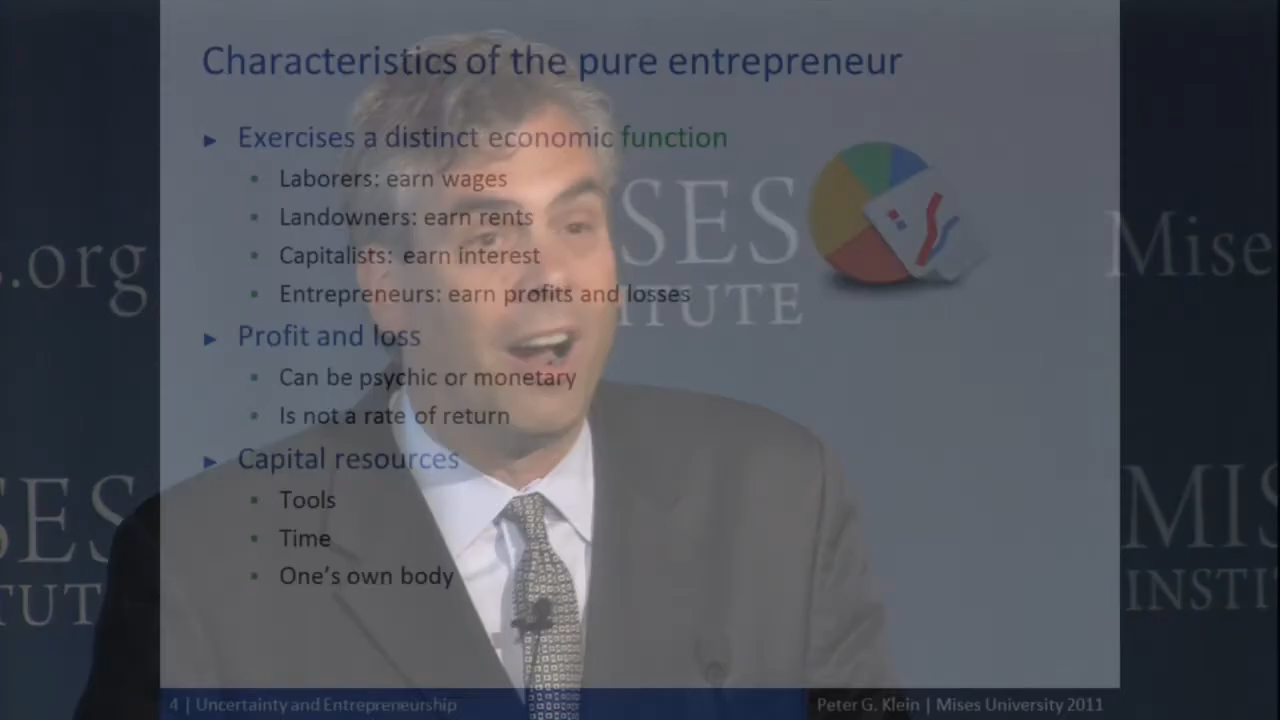 Characteristics of the pure entrepreneur
► Exercises a distinct economic function
▪ Laborers: earn wages
▪ Landowners: earn rents
▪ Capitalists: earn interest
▪ Entrepreneurs: earn profits and losses
► Profit and loss
▪ Can be psychic or monetary
▪ Is not a rate of return
► Capital resources
▪ Tools
▪ Time
▪ One's own body
4 | Uncertainty and Entrepreneurship
Peter G. Klein | Mises University 2011
s.org
SES
ITUTE
Mise
SES
TUT
MIS
INSTI